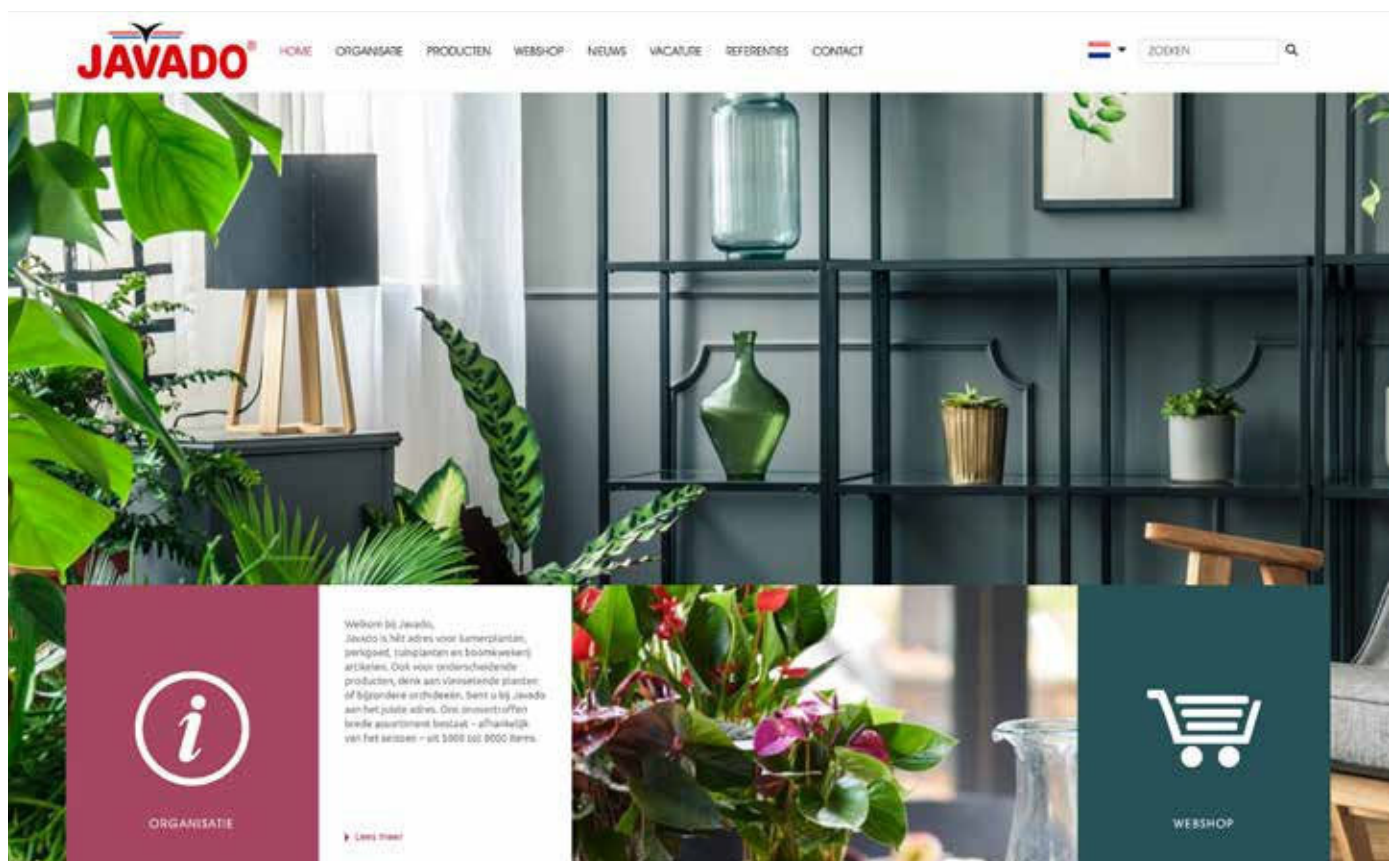 JAVADO®
HOME ORGANISATIE PRODUCTEN WEBSHOP NIEUWS VACATURE REFERENTIES CONTACT
ZOEKEN
Welkom bij Javado,
Javado is hét adres voor kamerplanten,
perkgoed, tuinplanten en boomkwekerij
artikelen. Ook voor onderscheidende
producten, denk aan vleesetende planten
of bijzondere orchideeën, bent u bij Javado
aan het juiste adres. Ons onovertroffen
brede assortiment bestaat – afhankelijk
van het seizoen – uit 5000 tot 8000 items.
Lees meer
ORGANISATIE
WEBSHOP